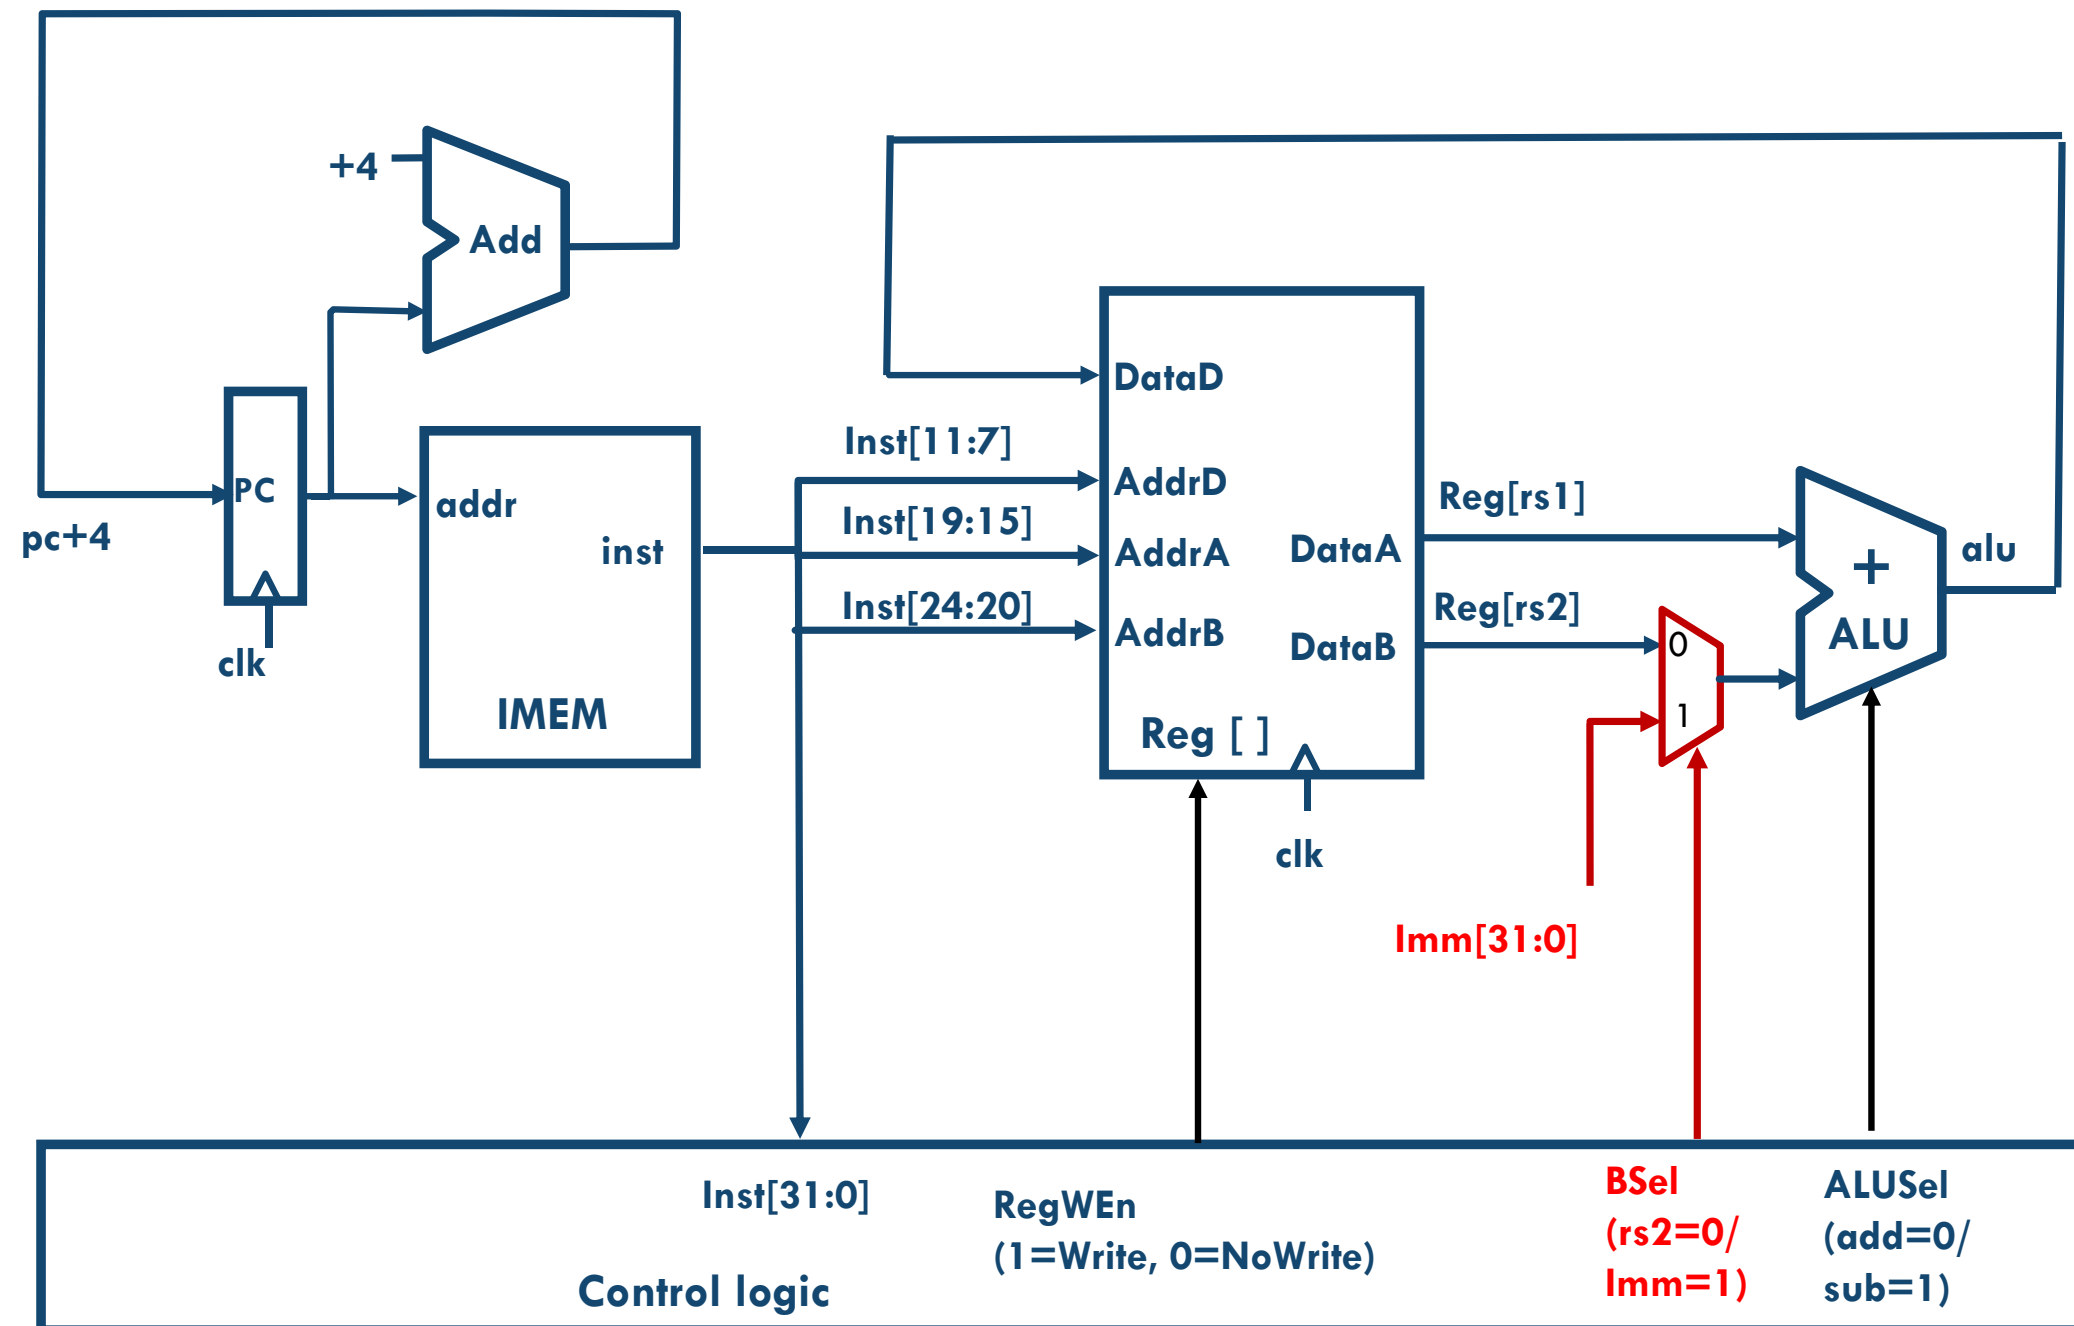 +4
Add
DataD
Inst[11:7]
PC
addr
AddrD
Reg[rs1]
Inst[19:15]
pc+4
inst
AddrA
DataA
+
alu
Inst[24:20]
Reg[rs2]
clk
AddrB
DataB
0
ALU
IMEM
Reg [ ]
1
clk
Imm[31:0]
Inst[31:0]
RegWEn
(1=Write, 0=NoWrite)
BSel
(rs2=0/
Imm=1)
ALUSel
(add=0/
sub=1)
Control logic